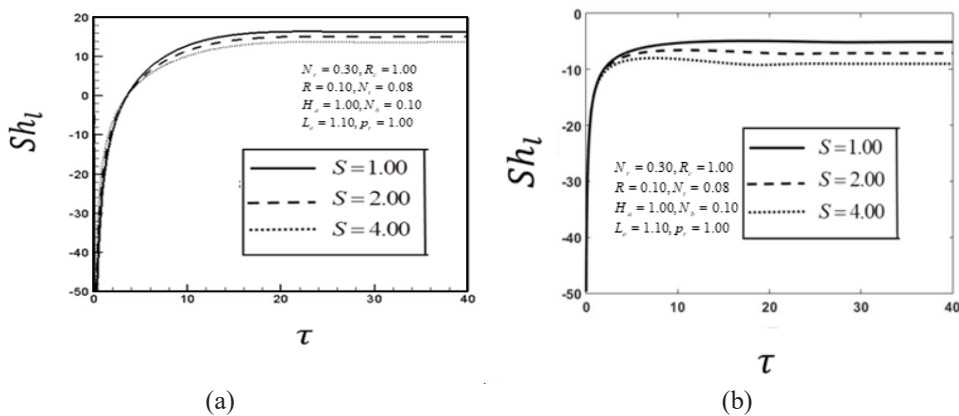 20
10
0
-10
-20
-30
-40
-50
0
10
20
30
40
Sh_l
N_r = 0.30, R_c = 1.00
R = 0.10, N_t = 0.08
H_a = 1.00, N_b = 0.10
L_e = 1.10, p_r = 1.00
S = 1.00
S = 2.00
S = 4.00
τ
(a)
0
-10
-20
-30
-40
-50
0
10
20
30
40
Sh_l
N_r = 0.30, R_c = 1.00
R = 0.10, N_t = 0.08
H_a = 1.00, N_b = 0.10
L_e = 1.10, p_r = 1.00
S = 1.00
S = 2.00
S = 4.00
τ
(b)